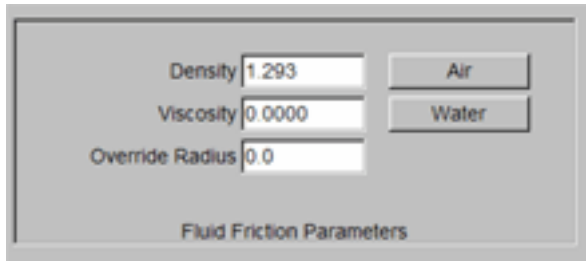 Density 1.293 Air
Viscosity 0.0000 Water
Override Radius 0.0
Fluid Friction Parameters